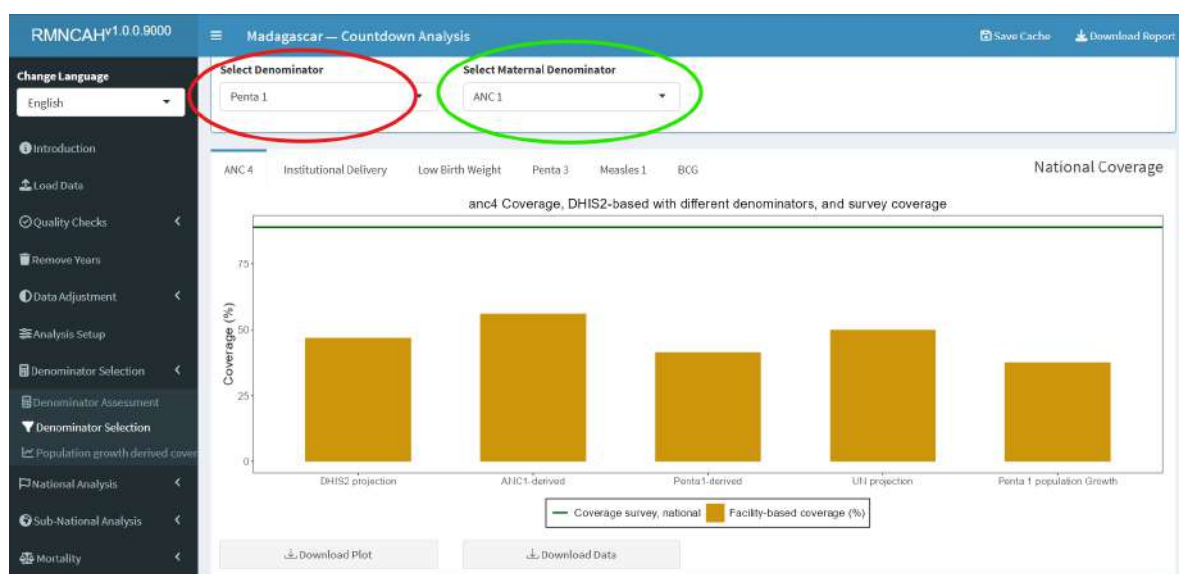 RMNCAHv1.0.0.9000
Madagascar — Countdown Analysis
Save Cache
Download Report
Change Language
English
Introduction
Load Data
Quality Checks
Remove Years
Data Adjustment
Analysis Setup
Denominator Selection
Denominator Assessment
Denominator Selection
Population growth derived cover
National Analysis
Sub-National Analysis
Mortality
Select Denominator
Select Maternal Denominator
Penta 1
ANC 1
ANC 4 Institutional Delivery Low Birth Weight Penta 3 Measles 1 BCG
National Coverage
anc4 Coverage, DHIS2-based with different denominators, and survey coverage
Coverage (%)
75
50
25
0
DHIS2 projection ANC1-derived Penta1-derived UN projection Penta 1 population Growth
Coverage survey, national Facility-based coverage (%)
Download Plot
Download Data